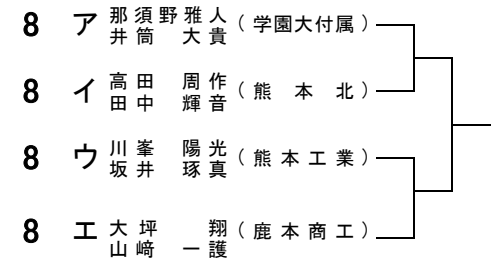 8 ア 那須野雅人 (学園大付属)
井筒 大貴
8 イ 高田 周作 (熊本北)
田中 輝音
8 ウ 川峯 陽光 (熊本工業)
坂井 琢真
8 エ 大坪 翔 (鹿本商工)
山﨑 一護